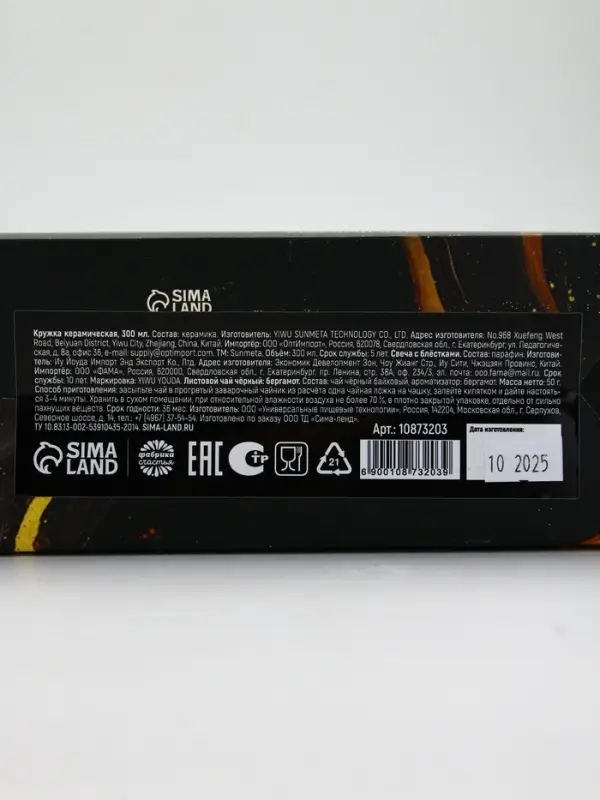 SIMA
LAND
Кружка керамическая, 300 мл. Состав: керамика. Изготовитель: YIWU SUNMETA TECHNOLOGY CO., LTD. Адрес изготовителя: No.968 Xuefeng West
Road, Beiyuan District, Yiwu City, Zhejiang, China, Китай. Импортёр: ООО «ОптИмпорт», Россия, 620078, Свердловская обл., г. Екатеринбург, ул. Педагогиче-
ская, д. 8а, офис 36, e-mail: supply@optimport.com. ТМ: Sunmeta. Объём: 300 мл. Срок службы: 5 лет. Свеча с блёстками. Состав: парафин. Изготови-
тель: Иу Иоуда Импорт Энд Экспорт Ко., Лтд. Адрес изготовителя: Экономик Девелопмент Зон, Чоу Жианг Сто, Иу Сити, Чжэцзян Провинс, Китай.
Импортёр: ООО «ФАМА», Россия, 620000, Свердловская обл., г. Екатеринбург, пр. Ленина, стр. 38А, оф. 234/3, эл. почта: ooo.fama@mail.ru. Срок
службы: 10 лет. Маркировка: YIWU YOUDA. Листовой чай чёрный: бергамот. Состав: чай чёрный байховый, ароматизатор: бергамот. Масса нетто: 50 г.
Способ приготовления: засыпьте чай в прогретый заварочный чайник из расчёта одна чайная ложка на чашку, залейте кипятком и дайте настоять-
ся 3–4 минуты. Хранить в сухом помещении, при относительной влажности воздуха не более 70 %, в плотно закрытой упаковке, отдельно от сильно
пахнущих веществ. Срок годности: 36 мес. Изготовитель: ООО «Универсальные пищевые технологии», Россия, 142204, Московская обл., г. Серпухов,
Северное шоссе, д. 14, тел.: +7 (4967) 37-54-54. Изготовлено по заказу ООО ТД «Сима-ленд».
ТУ 10.83.13-002-53910435-2014. SIMA-LAND.RU
Арт.: 10873203
Дата изготовления:
SIMA
LAND
фабрика
счастья
EAC
РСТ
21
6900108732039
10 2025